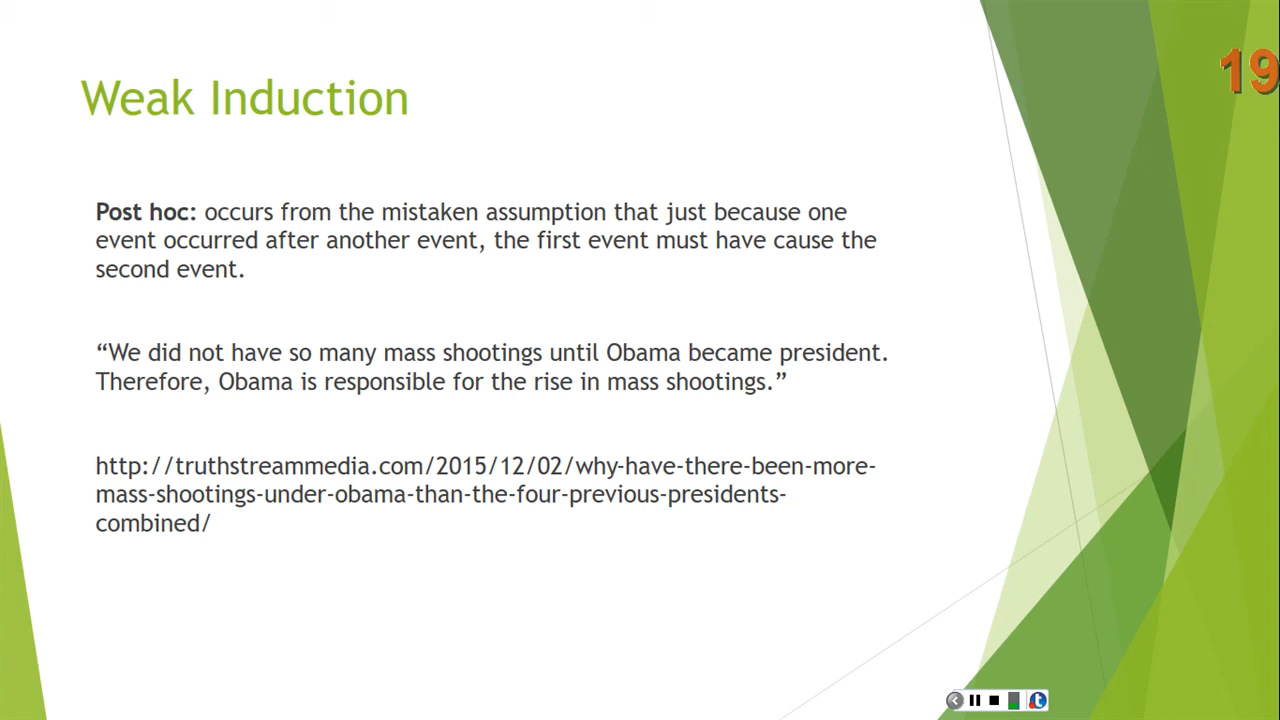 Weak Induction
19
Post hoc: occurs from the mistaken assumption that just because one
event occurred after another event, the first event must have cause the
second event.
“We did not have so many mass shootings until Obama became president.
Therefore, Obama is responsible for the rise in mass shootings.”
http://truthstreammedia.com/2015/12/02/why-have-there-been-more-
mass-shootings-under-obama-than-the-four-previous-presidents-
combined/
t